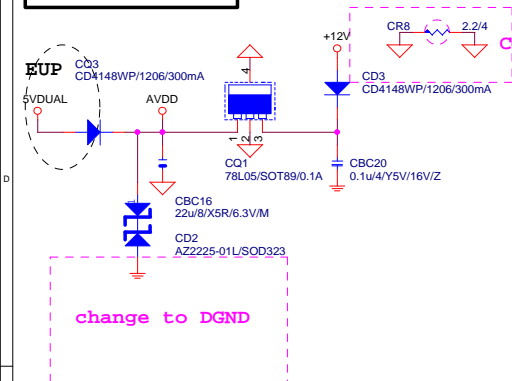 CR8 2.2/4
C
+12V
EUP
CQ3
CD4148WP/1206/300mA
5VDUAL
AVDD
4
CD3
CD4148WP/1206/300mA
1 2 3
CQ1
78L05/SOT89/0.1A
CBC20
0.1u/4/Y5V/16V/Z
D
CBC16
22u/8/X5R/6.3V/M
CD2
AZ2225-01L/SOD323
change to DGND